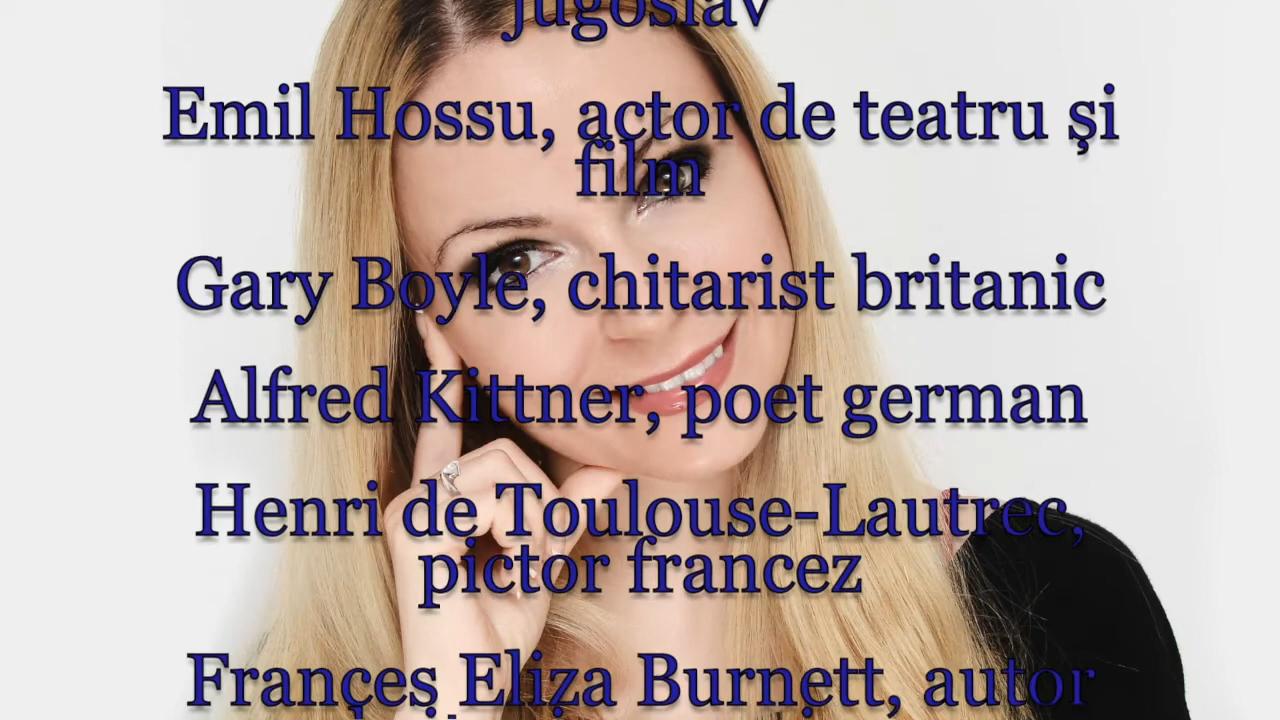 jugoslav
Emil Hossu, actor de teatru și
film
Gary Boyle, chitarist britanic
Alfred Kittner, poet german
Henri de Toulouse-Lautrec,
pictor francez
Frances Eliza Burnett, autor